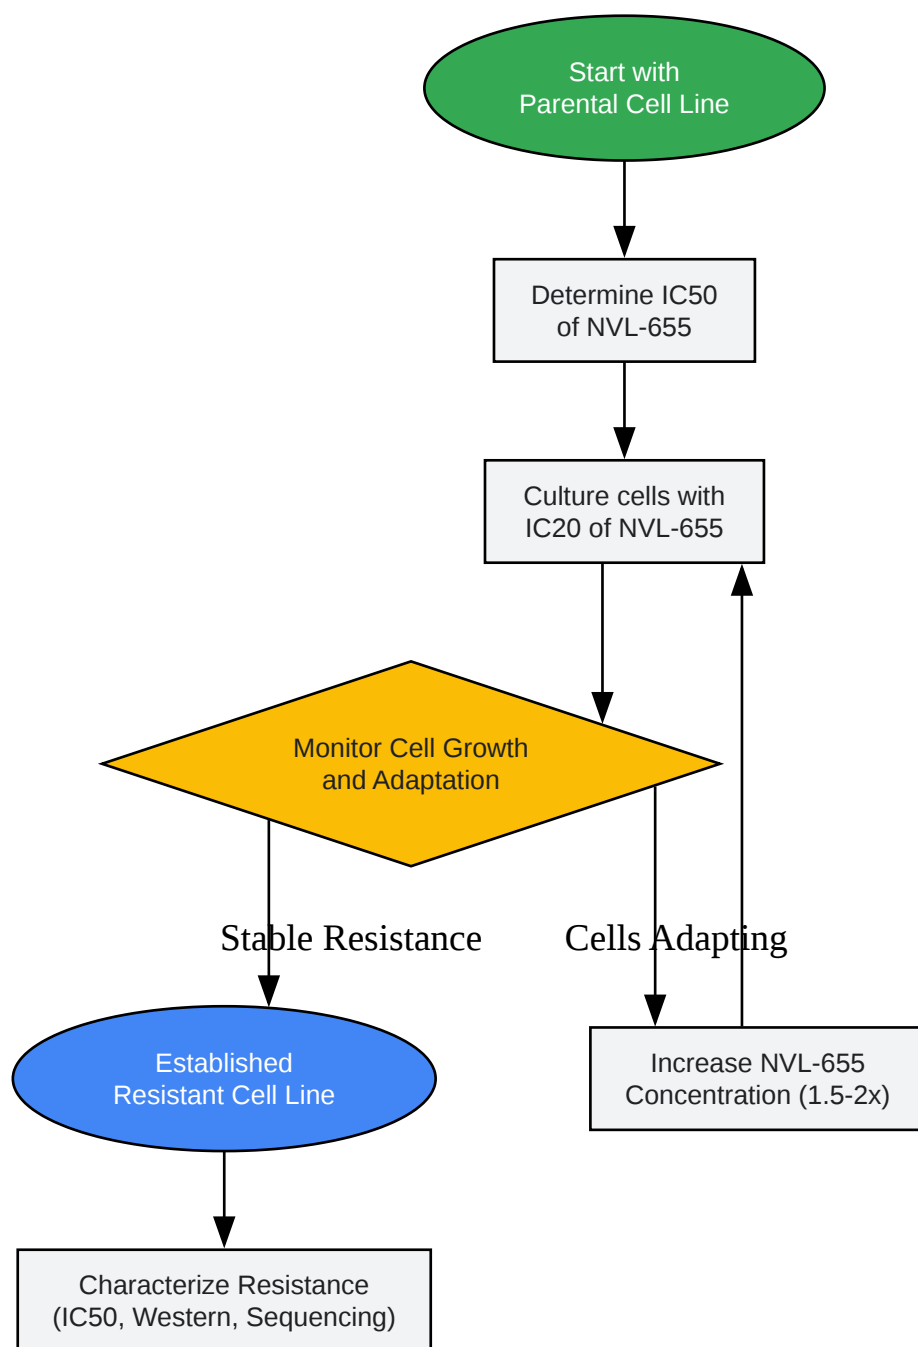 Start with
Parental Cell Line
Determine IC50
of NVL-655
Culture cells with
IC20 of NVL-655
Monitor Cell Growth
and Adaptation
Stable Resistance
Cells Adapting
Established
Resistant Cell Line
Increase NVL-655
Concentration (1.5-2x)
Characterize Resistance
(IC50, Western, Sequencing)